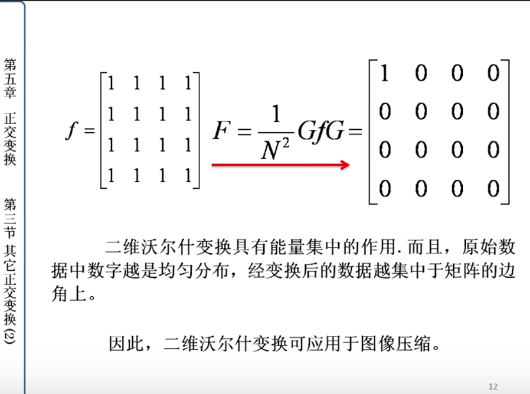 第五章 正交变换 第三节 其它正交变换(2)
f = [1 1 1 1
1 1 1 1
1 1 1 1
1 1 1 1]
F = 1/N² GfG =
[1 0 0 0
0 0 0 0
0 0 0 0
0 0 0 0]
二维沃尔什变换具有能量集中的作用.而且，原始数
据中数字越是均匀分布，经变换后的数据越集中于矩阵的边
角上。
因此，二维沃尔什变换可应用于图像压缩。
12